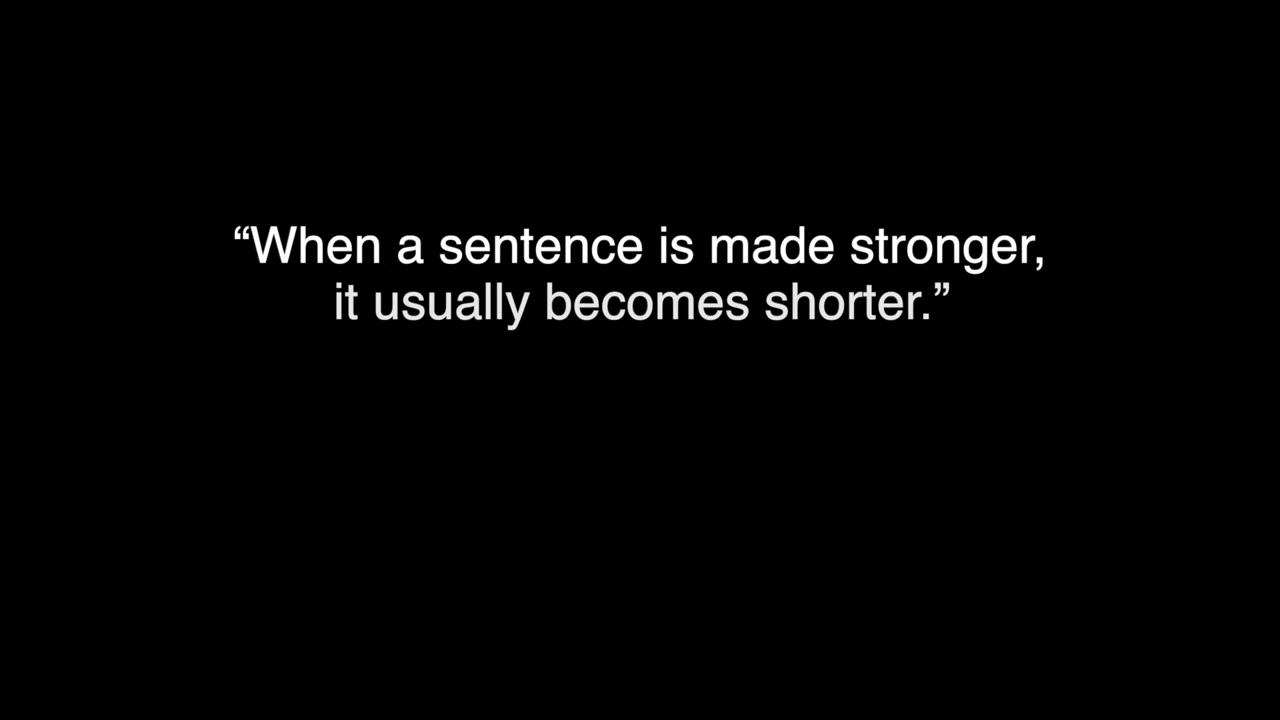 “When a sentence is made stronger,
it usually becomes shorter.”